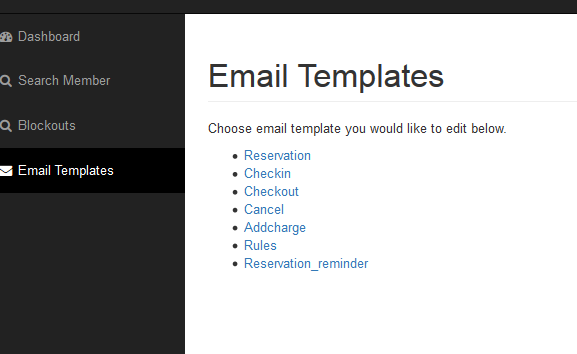 Dashboard
Search Member
Blockouts
Email Templates
Email Templates
Choose email template you would like to edit below.
Reservation
Checkin
Checkout
Cancel
Addcharge
Rules
Reservation_reminder